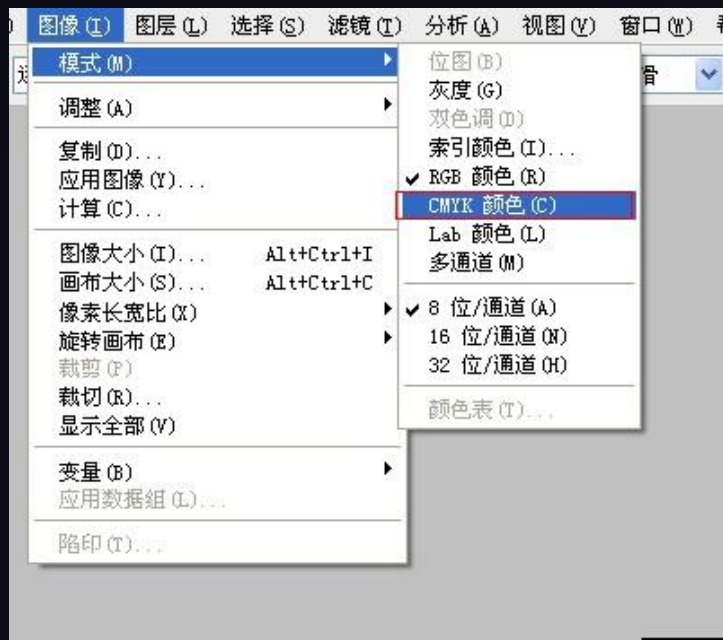 图像(I) 图层(L) 选择(S) 滤镜(T) 分析(A) 视图(V) 窗口(W)
模式(M)
调整(A)
复制(D)...
应用图像(Y)...
计算(C)...
图像大小(I)... Alt+Ctrl+I
画布大小(S)... Alt+Ctrl+C
像素长宽比(X)
旋转画布(E)
裁剪(P)
裁切(R)...
显示全部(V)
变量(B)
应用数据组(L)...
陷印(T)...
位图(B)
灰度(G)
双色调(D)
索引颜色(I)...
RGB 颜色(R)
CMYK 颜色(C)
Lab 颜色(L)
多通道(M)
8 位/通道(A)
16 位/通道(N)
32 位/通道(H)
颜色表(T)...